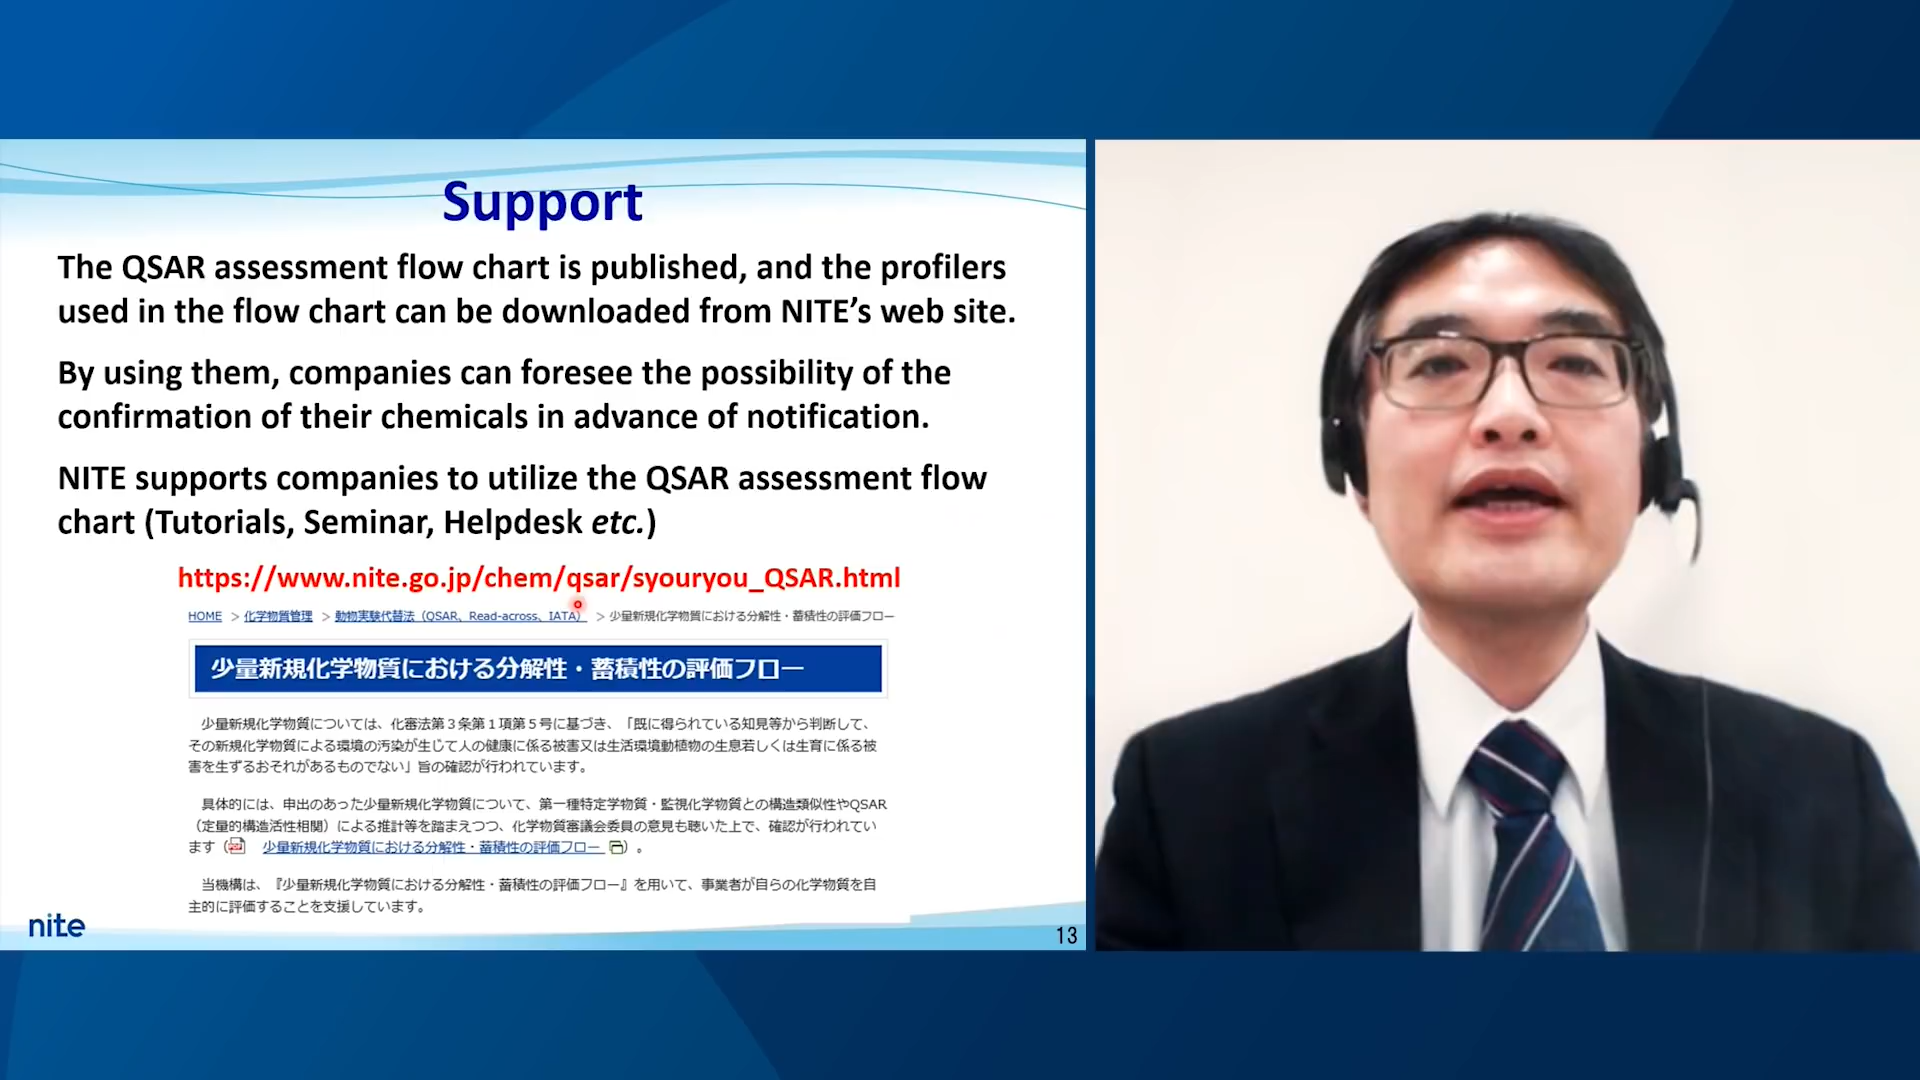 Support
The QSAR assessment flow chart is published, and the profilers
used in the flow chart can be downloaded from NITE’s web site.
By using them, companies can foresee the possibility of the
confirmation of their chemicals in advance of notification.
NITE supports companies to utilize the QSAR assessment flow
chart (Tutorials, Seminar, Helpdesk etc.)
https://www.nite.go.jp/chem/qsar/syouryou_QSAR.html
HOME > 化学物質管理 > 動物実験代替法（QSAR、Read-across、IATA） > 少量新規化学物質における分解性・蓄積性の評価フロー
少量新規化学物質における分解性・蓄積性の評価フロー
少量新規化学物質については、化審法第３条第１項第５号に基づき、「既に得られている知見等から判断して、
その新規化学物質による環境の汚染が生じて人の健康に係る被害又は生活環境動植物の生息若しくは生育に係る被
害を生ずるおそれがあるものでない」旨の確認が行われています。
具体的には、申出のあった少量新規化学物質について、第一種特定学物質・監視化学物質との構造類似性やQSAR
（定量的構造活性相関）による推計等を踏まえつつ、化学物質審議会委員の意見も聴いた上で、確認が行われてい
ます（ 少量新規化学物質における分解性・蓄積性の評価フロー ）。
当機構は、『少量新規化学物質における分解性・蓄積性の評価フロー』を用いて、事業者が自らの化学物質を自
主的に評価することを支援しています。
nite
13